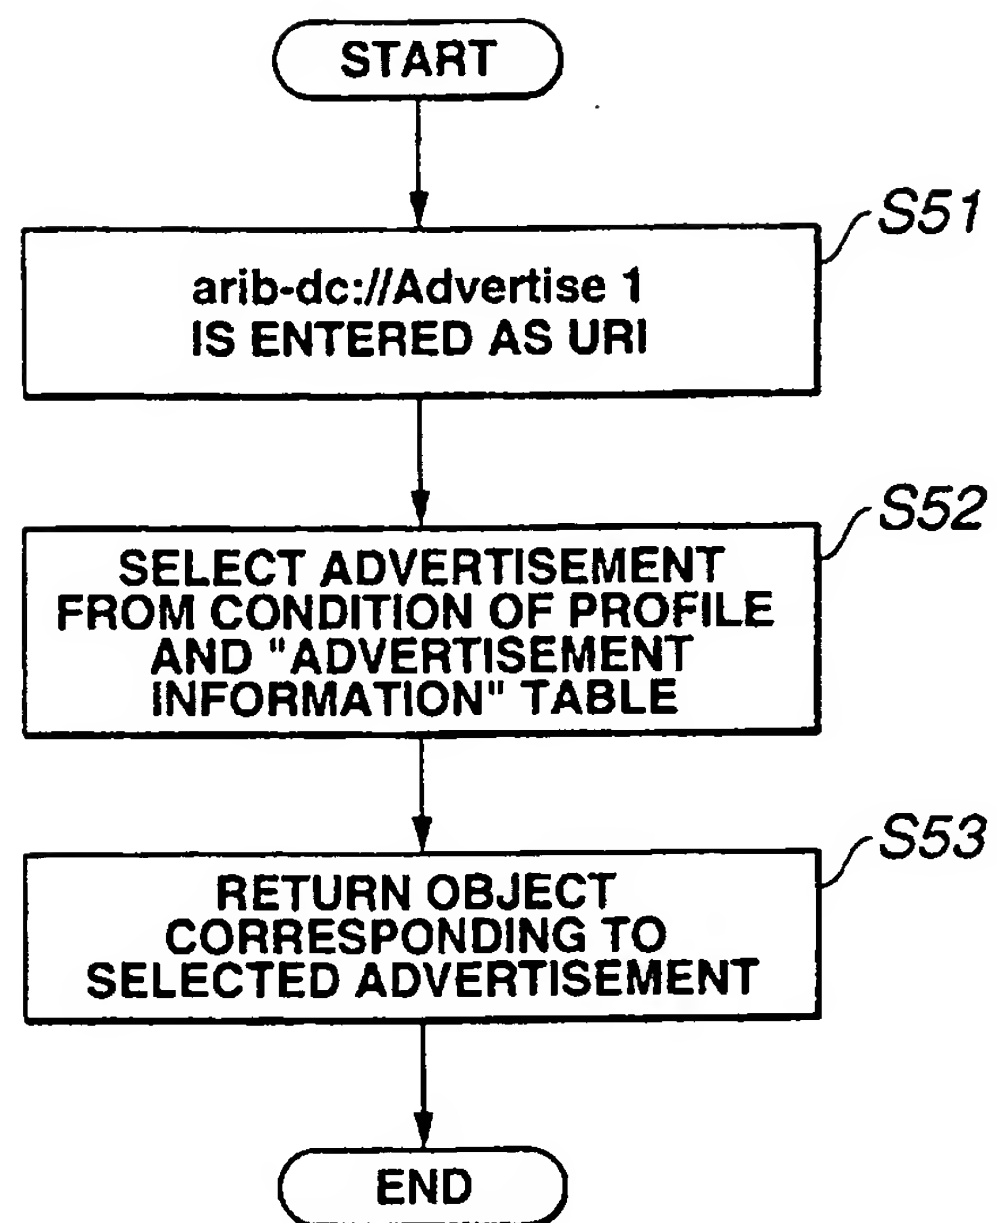 START
S51
arib-dc://Advertise 1
IS ENTERED AS URI
S52
SELECT ADVERTISEMENT
FROM CONDITION OF PROFILE
AND "ADVERTISEMENT
INFORMATION" TABLE
S53
RETURN OBJECT
CORRESPONDING TO
SELECTED ADVERTISEMENT
END